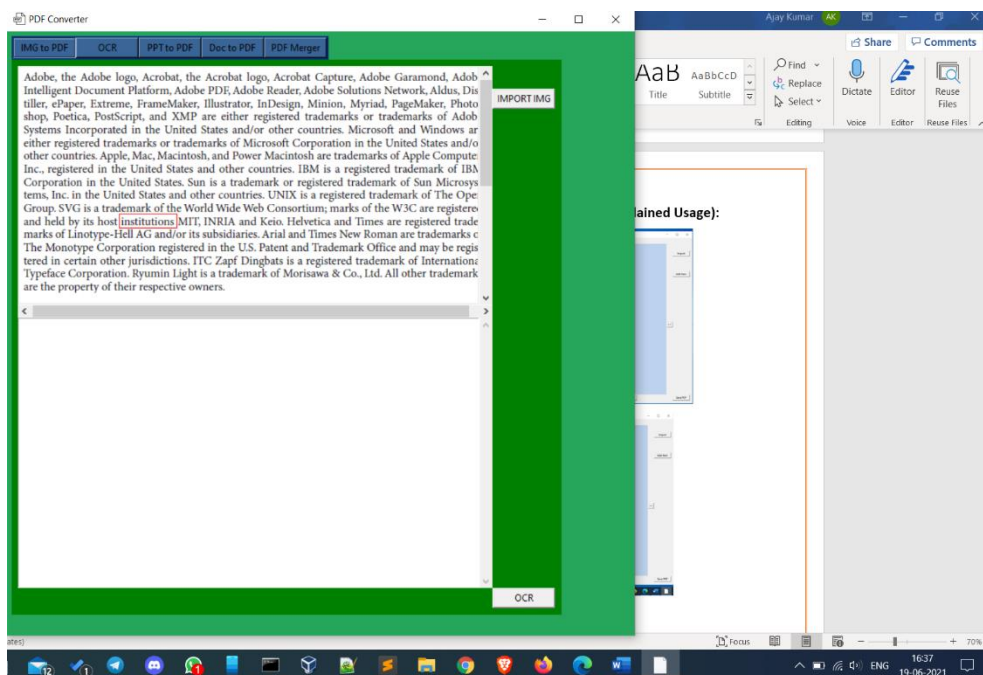 PDF Converter
Ajay Kumar AK
IMG to PDF OCR PPT to PDF Doc to PDF PDF Merger
Share Comments
Adobe, the Adobe logo, Acrobat, the Acrobat logo, Acrobat Capture, Adobe Garamond, Adob
Intelligent Document Platform, Adobe PDF, Adobe Reader, Adobe Solutions Network, Aldus, Dis
tiller, ePaper, Extreme, FrameMaker, Illustrator, InDesign, Minion, Myriad, PageMaker, Photo
shop, Poetica, PostScript, and XMP are either registered trademarks or trademarks of Adob
Systems Incorporated in the United States and/or other countries. Microsoft and Windows ar
either registered trademarks or trademarks of Microsoft Corporation in the United States and/o
other countries. Apple, Mac, Macintosh, and Power Macintosh are trademarks of Apple Compute
Inc., registered in the United States and other countries. IBM is a registered trademark of IBM
Corporation in the United States. Sun is a trademark or registered trademark of Sun Microsys
tems, Inc. in the United States and other countries. UNIX is a registered trademark of The Ope
Group. SVG is a trademark of the World Wide Web Consortium; marks of the W3C are registere
and held by its host institutions MIT, INRIA and Keio. Helvetica and Times are registered trade
marks of Linotype-Hell AG and/or its subsidiaries. Arial and Times New Roman are trademarks o
The Monotype Corporation registered in the U.S. Patent and Trademark Office and may be regis
tered in certain other jurisdictions. ITC Zapf Dingbats is a registered trademark of Internationa
Typeface Corporation. Ryumin Light is a trademark of Morisawa & Co., Ltd. All other trademark
are the property of their respective owners.
IMPORT IMG
OCR
AaB AaBbCcD
Title Subtitle
Find
Replace
Select
Editing
Dictate Editor Reuse Files
Voice Editor Reuse Files
lained Usage):
ates)
Focus 70%
12 1 1
ENG 16:37
19-06-2021